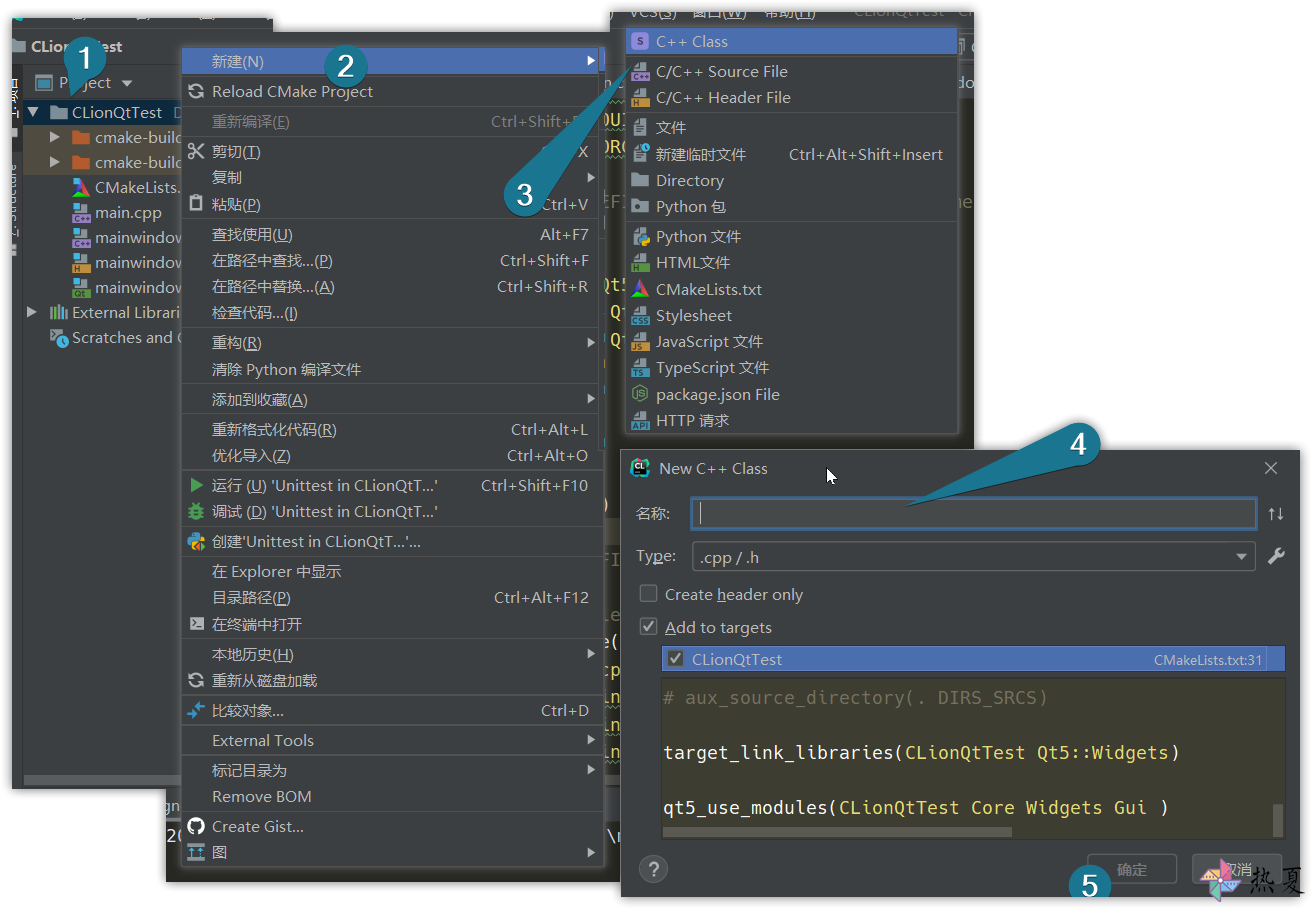 CLionQtTest
1
Project
CLionQtTest
cmake-build
cmake-build
CMakeLists.
main.cpp
mainwindow
mainwindow
mainwindow
External Librari
Scratches and
2
新建(N)
Reload CMake Project
重新编译(E) Ctrl+Shift+
剪切(T) X
复制
粘贴(P) Ctrl+V
查找使用(U) Alt+F7
在路径中查找...(P) Ctrl+Shift+F
在路径中替换...(A) Ctrl+Shift+R
检查代码...(I)
重构(R)
清除 Python 编译文件
添加到收藏(A)
重新格式化代码(R) Ctrl+Alt+L
优化导入(Z) Ctrl+Alt+O
运行 (U) 'Unittest in CLionQtT...' Ctrl+Shift+F10
调试 (D) 'Unittest in CLionQtT...'
创建'Unittest in CLionQtT...'...
在 Explorer 中显示
目录路径(P) Ctrl+Alt+F12
在终端中打开
本地历史(H)
重新从磁盘加载
比较对象... Ctrl+D
External Tools
标记目录为
Remove BOM
Create Gist...
图
VCS(S) 窗口(W) 帮助(H) CLionQtTest
3
C++ Class
C/C++ Source File
C/C++ Header File
文件
新建临时文件 Ctrl+Alt+Shift+Insert
Directory
Python 包
Python 文件
HTML文件
CMakeLists.txt
Stylesheet
JavaScript 文件
TypeScript 文件
package.json File
HTTP 请求
4
New C++ Class
名称:
Type: .cpp / .h
Create header only
Add to targets
CLionQtTest CMakeLists.txt:31
# aux_source_directory(. DIRS_SRCS)
target_link_libraries(CLionQtTest Qt5::Widgets)
qt5_use_modules(CLionQtTest Core Widgets Gui )
?
5
确定
取消
热夏